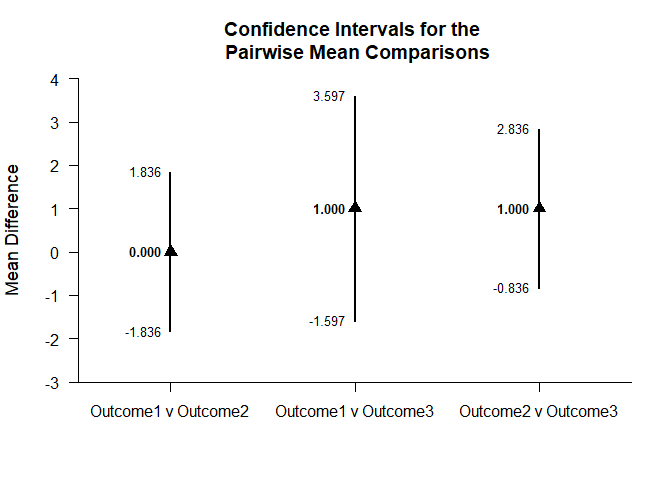 Confidence Intervals for the
Pairwise Mean Comparisons
Mean Difference
4
3
2
1
0
-1
-2
-3
1.836
0.000
-1.836
3.597
1.000
-1.597
2.836
1.000
-0.836
Outcome1 v Outcome2
Outcome1 v Outcome3
Outcome2 v Outcome3